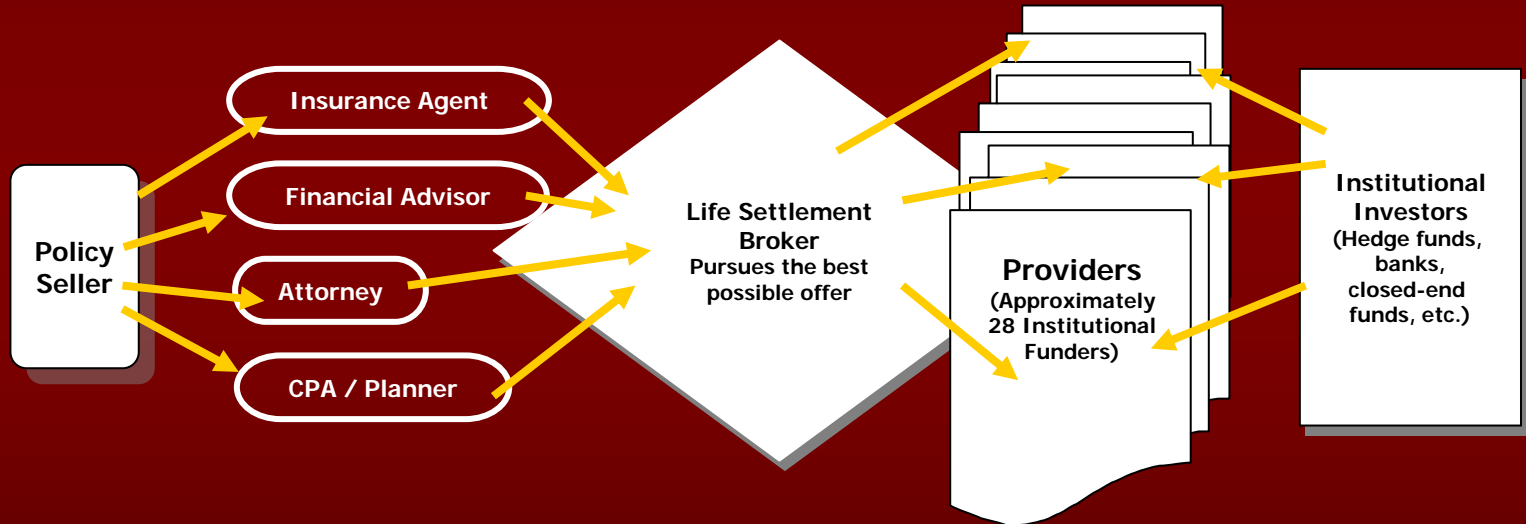 Policy
Seller
Insurance Agent
Financial Advisor
Attorney
CPA / Planner
Life Settlement
Broker
Pursues the best
possible offer
Providers
(Approximately
28 Institutional
Funders)
Institutional
Investors
(Hedge funds,
banks,
closed-end
funds, etc.)